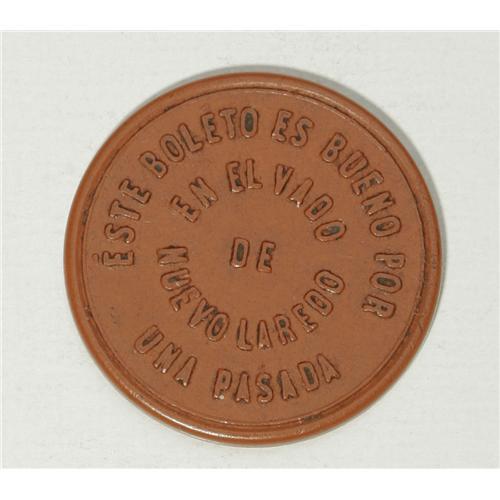 ÉSTE BOLETO ES BUENO POR
UNA PASADA
EN EL VADO
DE
NUEVO LAREDO